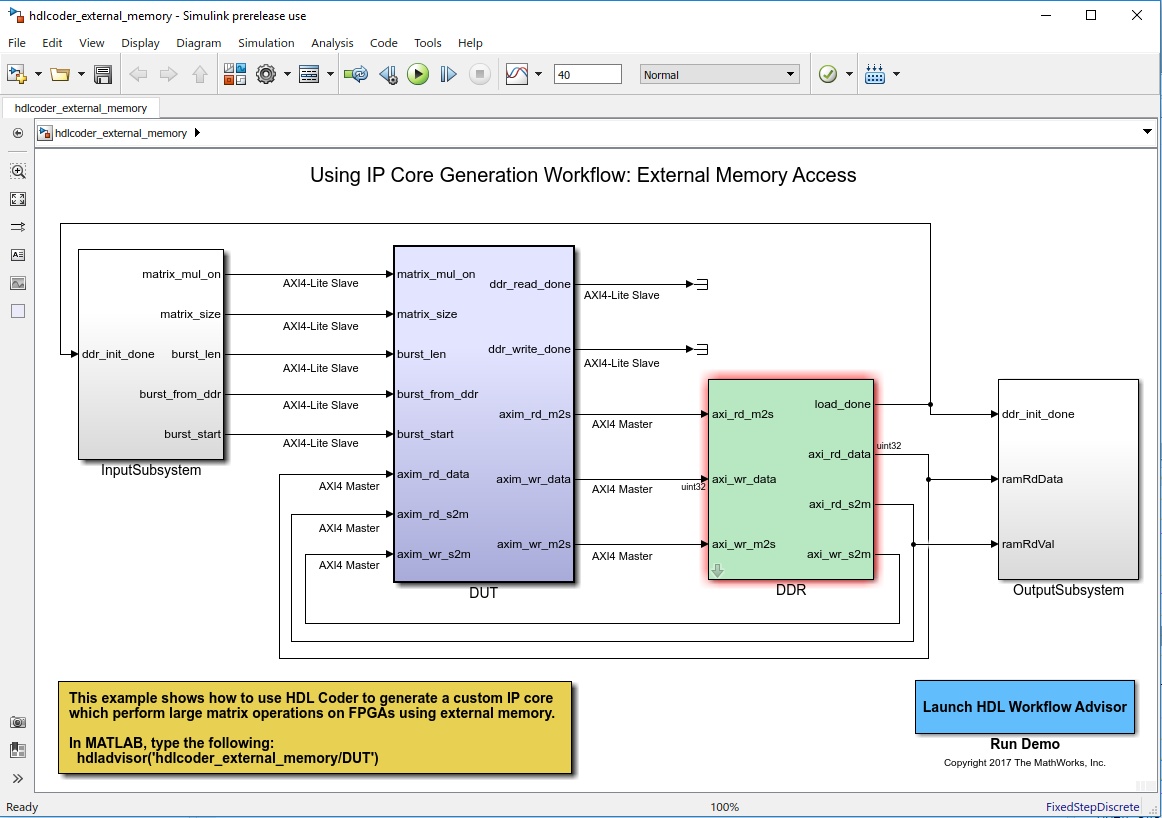 hdlcoder_external_memory - Simulink prerelease use
File Edit View Display Diagram Simulation Analysis Code Tools Help
40 Normal
hdlcoder_external_memory
hdlcoder_external_memory
Using IP Core Generation Workflow: External Memory Access
ddr_init_done
matrix_mul_on
matrix_size
burst_len
burst_from_ddr
burst_start
InputSubsystem
AXI4-Lite Slave
AXI4-Lite Slave
AXI4-Lite Slave
AXI4-Lite Slave
AXI4-Lite Slave
AXI4 Master
AXI4 Master
AXI4 Master
matrix_mul_on
matrix_size
burst_len
burst_from_ddr
burst_start
axim_rd_data
axim_rd_s2m
axim_wr_s2m
ddr_read_done
ddr_write_done
axim_rd_m2s
axim_wr_data
axim_wr_m2s
DUT
AXI4-Lite Slave
AXI4-Lite Slave
AXI4 Master
AXI4 Master
uint32
AXI4 Master
axi_rd_m2s
axi_wr_data
axi_wr_m2s
load_done
axi_rd_data
axi_rd_s2m
axi_wr_s2m
DDR
uint32
ddr_init_done
ramRdData
ramRdVal
OutputSubsystem
This example shows how to use HDL Coder to generate a custom IP core
which perform large matrix operations on FPGAs using external memory.
In MATLAB, type the following:
hdladvisor('hdlcoder_external_memory/DUT')
Launch HDL Workflow Advisor
Run Demo
Copyright 2017 The MathWorks, Inc.
Ready 100% FixedStepDiscrete